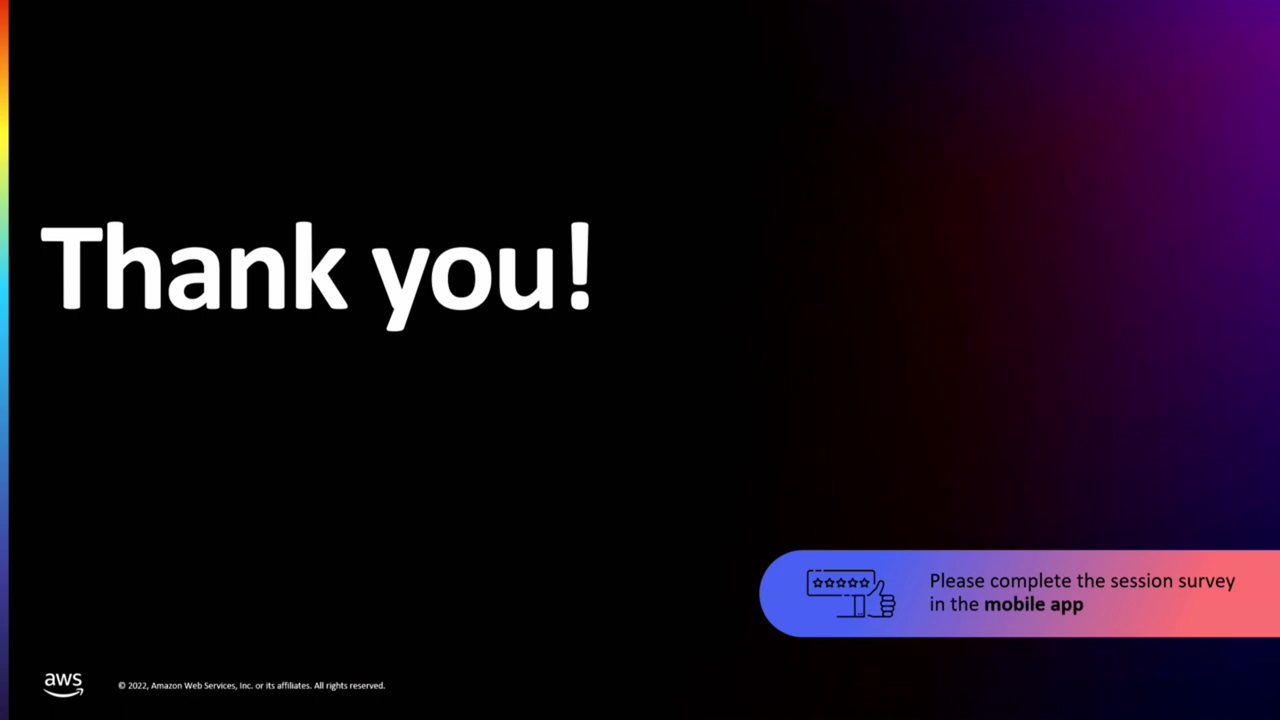 Thank you!
Please complete the session survey
in the mobile app
aws
© 2022, Amazon Web Services, Inc. or its affiliates. All rights reserved.